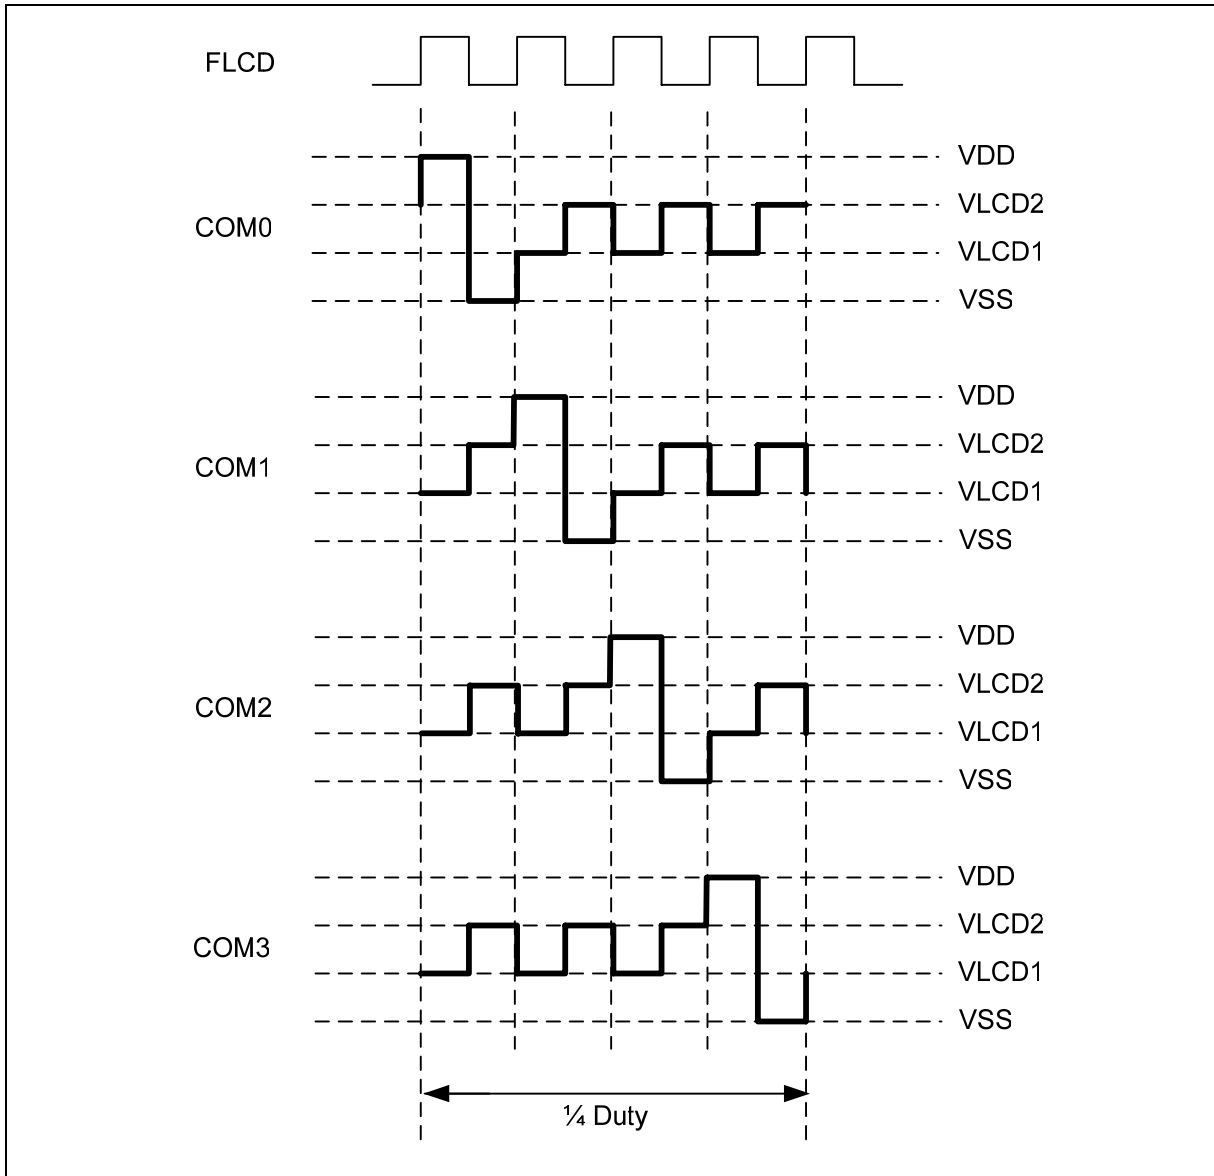 FLCD
VDD
VLCD2
COM0
VLCD1
VSS
VDD
VLCD2
COM1
VLCD1
VSS
VDD
VLCD2
COM2
VLCD1
VSS
VDD
VLCD2
COM3
VLCD1
VSS
¼ Duty